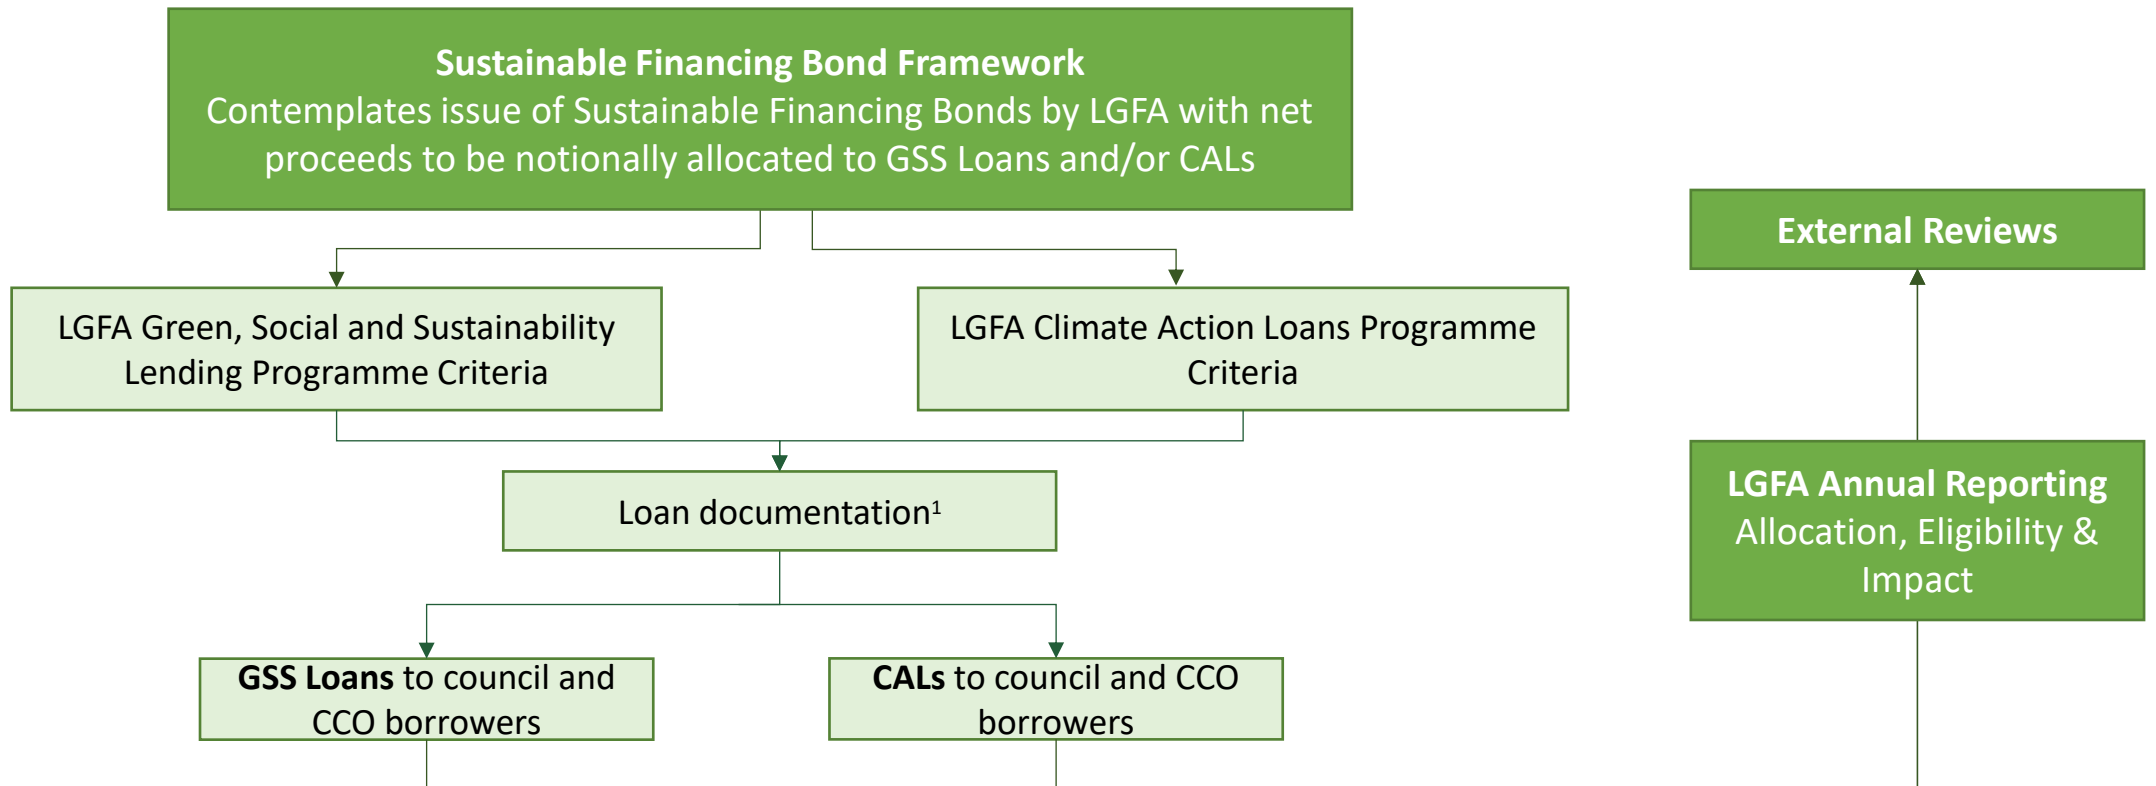 Sustainable Financing Bond Framework
Contemplates issue of Sustainable Financing Bonds by LGFA with net
proceeds to be notionally allocated to GSS Loans and/or CALs
External Reviews
LGFA Green, Social and Sustainability
Lending Programme Criteria
LGFA Climate Action Loans Programme
Criteria
Loan documentation¹
LGFA Annual Reporting
Allocation, Eligibility &
Impact
GSS Loans to council and
CCO borrowers
CALs to council and CCO
borrowers